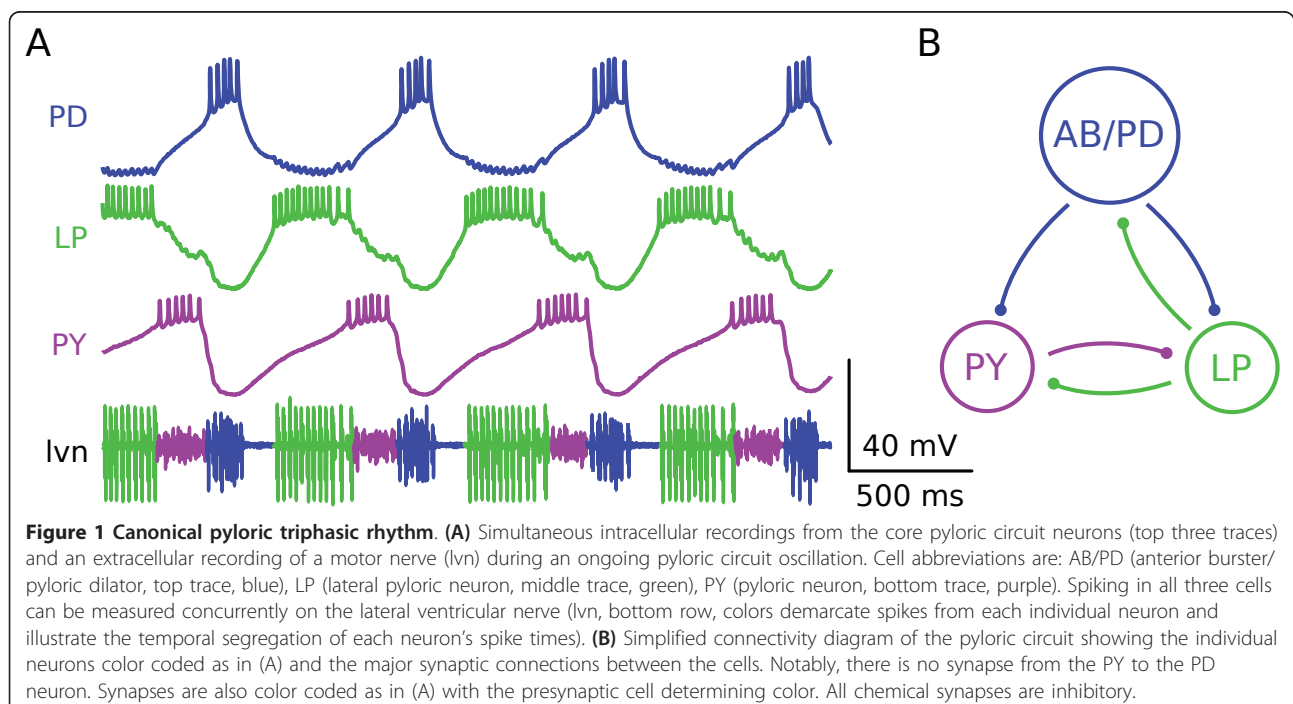 A
B
PD
LP
PY
lvn
40 mV
500 ms
AB/PD
PY
LP
Figure 1 Canonical pyloric triphasic rhythm. (A) Simultaneous intracellular recordings from the core pyloric circuit neurons (top three traces)
and an extracellular recording of a motor nerve (lvn) during an ongoing pyloric circuit oscillation. Cell abbreviations are: AB/PD (anterior burster/
pyloric dilator, top trace, blue), LP (lateral pyloric neuron, middle trace, green), PY (pyloric neuron, bottom trace, purple). Spiking in all three cells
can be measured concurrently on the lateral ventricular nerve (lvn, bottom row, colors demarcate spikes from each individual neuron and
illustrate the temporal segregation of each neuron's spike times). (B) Simplified connectivity diagram of the pyloric circuit showing the individual
neurons color coded as in (A) and the major synaptic connections between the cells. Notably, there is no synapse from the PY to the PD
neuron. Synapses are also color coded as in (A) with the presynaptic cell determining color. All chemical synapses are inhibitory.